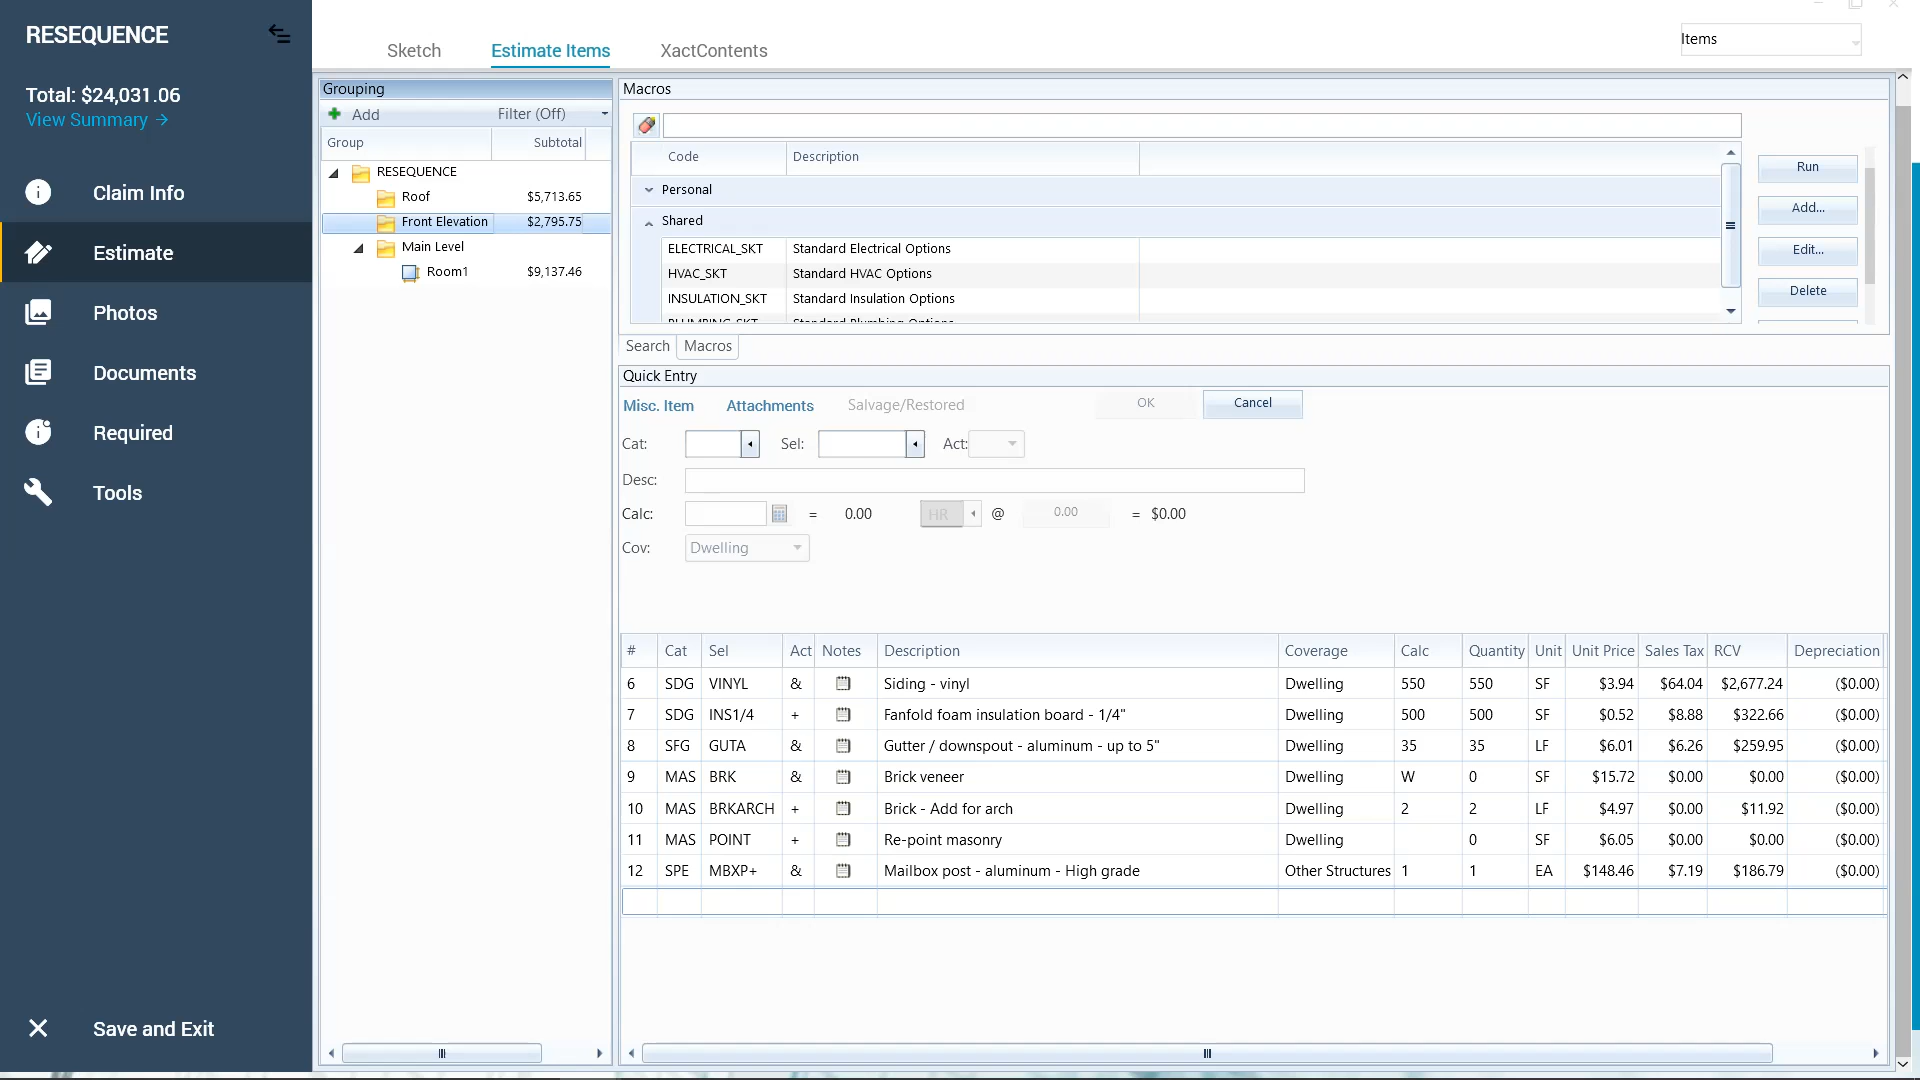 RESEQUENCE
Total: $24,031.06
View Summary →
Claim Info
Estimate
Photos
Documents
Required
Tools
Save and Exit
Sketch Estimate Items XactContents
Items
Grouping
Add Filter (Off)
Group Subtotal
RESEQUENCE
Roof $5,713.65
Front Elevation $2,795.75
Main Level
Room1 $9,137.46
Macros
Code Description
Personal
Shared
ELECTRICAL_SKT Standard Electrical Options
HVAC_SKT Standard HVAC Options
INSULATION_SKT Standard Insulation Options
PLUMBING_SKT Standard Plumbing Options
Run
Add...
Edit...
Delete
Search Macros
Quick Entry
Misc. Item Attachments Salvage/Restored OK Cancel
Cat: Sel: Act:
Desc:
Calc: = 0.00 HR @ 0.00 = $0.00
Cov: Dwelling
# Cat Sel Act Notes Description Coverage Calc Quantity Unit Unit Price Sales Tax RCV Depreciation
6 SDG VINYL & Siding - vinyl Dwelling 550 550 SF $3.94 $64.04 $2,677.24 ($0.00)
7 SDG INS1/4 + Fanfold foam insulation board - 1/4" Dwelling 500 500 SF $0.52 $8.88 $322.66 ($0.00)
8 SFG GUTA & Gutter / downspout - aluminum - up to 5" Dwelling 35 35 LF $6.01 $6.26 $259.95 ($0.00)
9 MAS BRK & Brick veneer Dwelling W 0 SF $15.72 $0.00 $0.00 ($0.00)
10 MAS BRKARCH + Brick - Add for arch Dwelling 2 2 LF $4.97 $0.00 $11.92 ($0.00)
11 MAS POINT + Re-point masonry Dwelling 0 SF $6.05 $0.00 $0.00 ($0.00)
12 SPE MBXP+ & Mailbox post - aluminum - High grade Other Structures 1 1 EA $148.46 $7.19 $186.79 ($0.00)